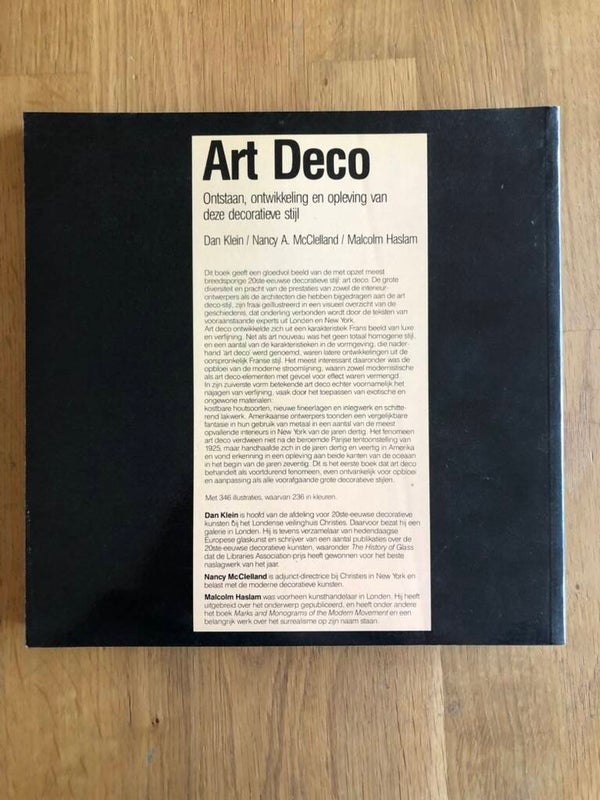 Art Deco
Ontstaan, ontwikkeling en opleving van
deze decoratieve stijl
Dan Klein / Nancy A. McClelland / Malcolm Haslam
Dit boek geeft een gloedvol beeld van de met opzet meest
breedsporige 20ste-eeuwse decoratieve stijl: art deco. De grote
diversiteit en pracht van de prestaties van zowel de interieur-
ontwerpers als de architecten die hebben bijgedragen aan de art
deco-stijl, zijn fraai geïllustreerd in een visueel overzicht van de
geschiedenis, dat onderling verbonden wordt door de teksten van
vooraanstaande experts uit Londen en New York.
Art deco ontwikkelde zich uit een karakteristiek Frans beeld van luxe
en verfijning. Net als art nouveau was het geen totaal homogene stijl,
en een aantal van de karakteristieken in de vormgeving, die nader-
hand 'art deco' werd genoemd, waren latere ontwikkelingen uit de
oorspronkelijk Franse stijl. Het meest interessant daaronder was de
opbloei van de moderne stroomlijning, waarin zowel modernistische
als art deco-elementen met gevoel voor effect waren vermengd.
In zijn zuiverste vorm betekende art deco echter voornamelijk het
najagen van verfijning, vaak door het toepassen van exotische en
ongewone materialen:
kostbare houtsoorten, nieuwe fineerlagen en inlegwerk en schitte-
rend lakwerk. Amerikaanse ontwerpers toonden een vergelijkbare
fantasie in hun gebruik van metaal in een aantal van de meest
opvallende interieurs in New York van de jaren dertig. Het fenomeen
art deco verdween niet na de beroemde Parijse tentoonstelling van
1925, maar handhaafde zich in de jaren dertig en veertig in Amerika
en vond erkenning in een opleving aan beide kanten van de oceaan
in het begin van de jaren zeventig. Dit is het eerste boek dat art deco
behandelt als voortdurend fenomeen, even ontvankelijk voor opbloei
en aanpassing als alle voorafgaande grote decoratieve stijlen.
Met 346 illustraties, waarvan 236 in kleuren.
Dan Klein is hoofd van de afdeling voor 20ste-eeuwse decoratieve
kunsten bij het Londense veilinghuis Christies. Daarvoor bezat hij een
galerie in Londen. Hij is tevens verzamelaar van hedendaagse
Europese glaskunst en schrijver van een aantal publikaties over de
20ste-eeuwse decoratieve kunsten, waaronder The History of Glass
dat de Libraries Association-prijs heeft gewonnen voor het beste
naslagwerk van het jaar.
Nancy McClelland is adjunct-directrice bij Christies in New York en
belast met de moderne decoratieve kunsten.
Malcolm Haslam was voorheen kunsthandelaar in Londen. Hij heeft
uitgebreid over het onderwerp gepubliceerd, en heeft onder andere
het boek Marks and Monograms of the Modern Movement en een
belangrijk werk over het surrealisme op zijn naam staan.